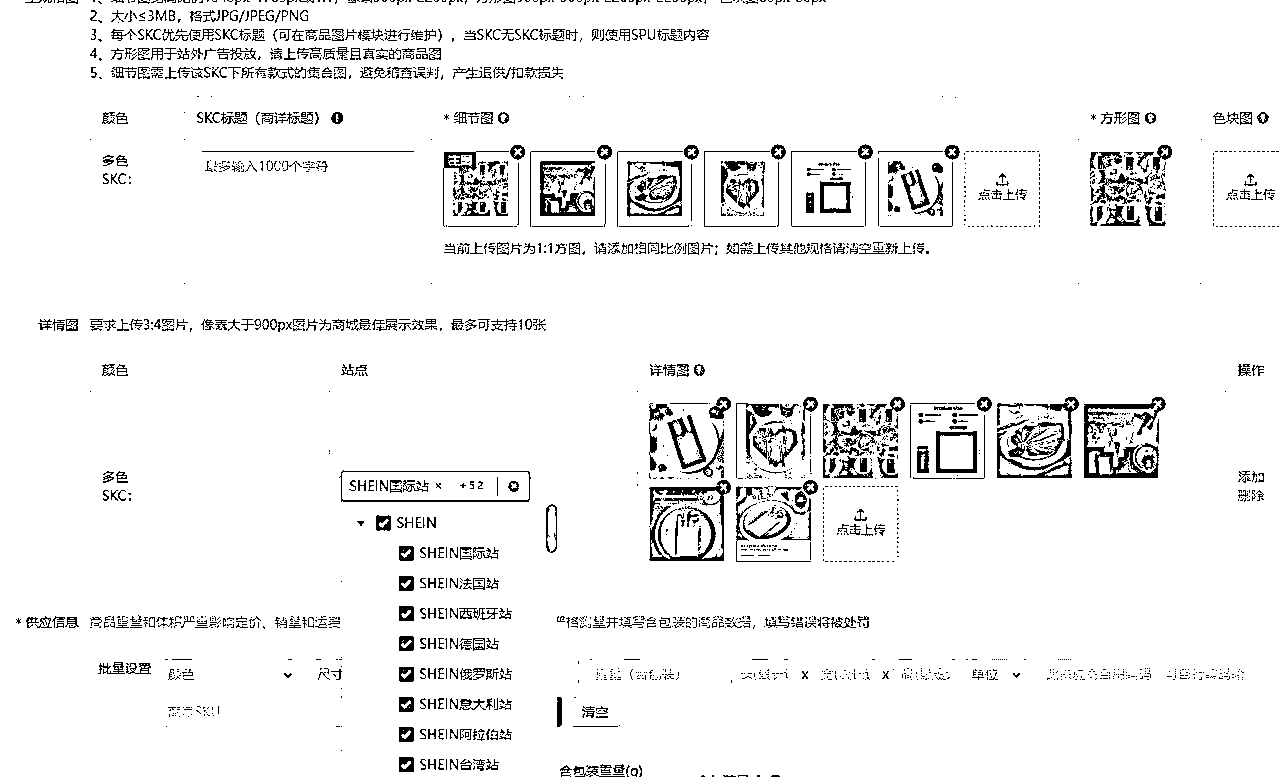 2、大小≤3MB，格式JPG/JPEG/PNG
3、每个SKC优先使用SKC标题（可在商品图片模块进行维护），当SKC无SKC标题时，则使用SPU标题内容
4、方形图用于站外广告投放，请上传高质量且真实的商品图
5、细节图需上传该SKC下所有款式的集合图，避免稽查误判，产生退供/扣款损失
颜色 SKC标题（商详标题） * 细节图 * 方形图 色块图
多色
SKC:
最多输入1000个字符
主图
点击上传
点击上传
当前上传图片为1:1方图，请添加相同比例图片；如需上传其他规格请清空重新上传。
详情图 要求上传3:4图片，像素大于900px图片为商城最佳展示效果，最多可支持10张
颜色 站点 详情图 操作
多色
SKC:
SHEIN国际站 × +52
添加
删除
点击上传
SHEIN
SHEIN国际站
SHEIN法国站
SHEIN西班牙站
SHEIN德国站
SHEIN俄罗斯站
SHEIN意大利站
SHEIN阿拉伯站
SHEIN台湾站
* 供应信息 商品重量和体积严重影响定价、销量和运费
严格测量并填写含包装的商品数据，填写错误将被处罚
批量设置 颜色 尺寸
x x 单位
商家SKU
清空
含包装重量(g)